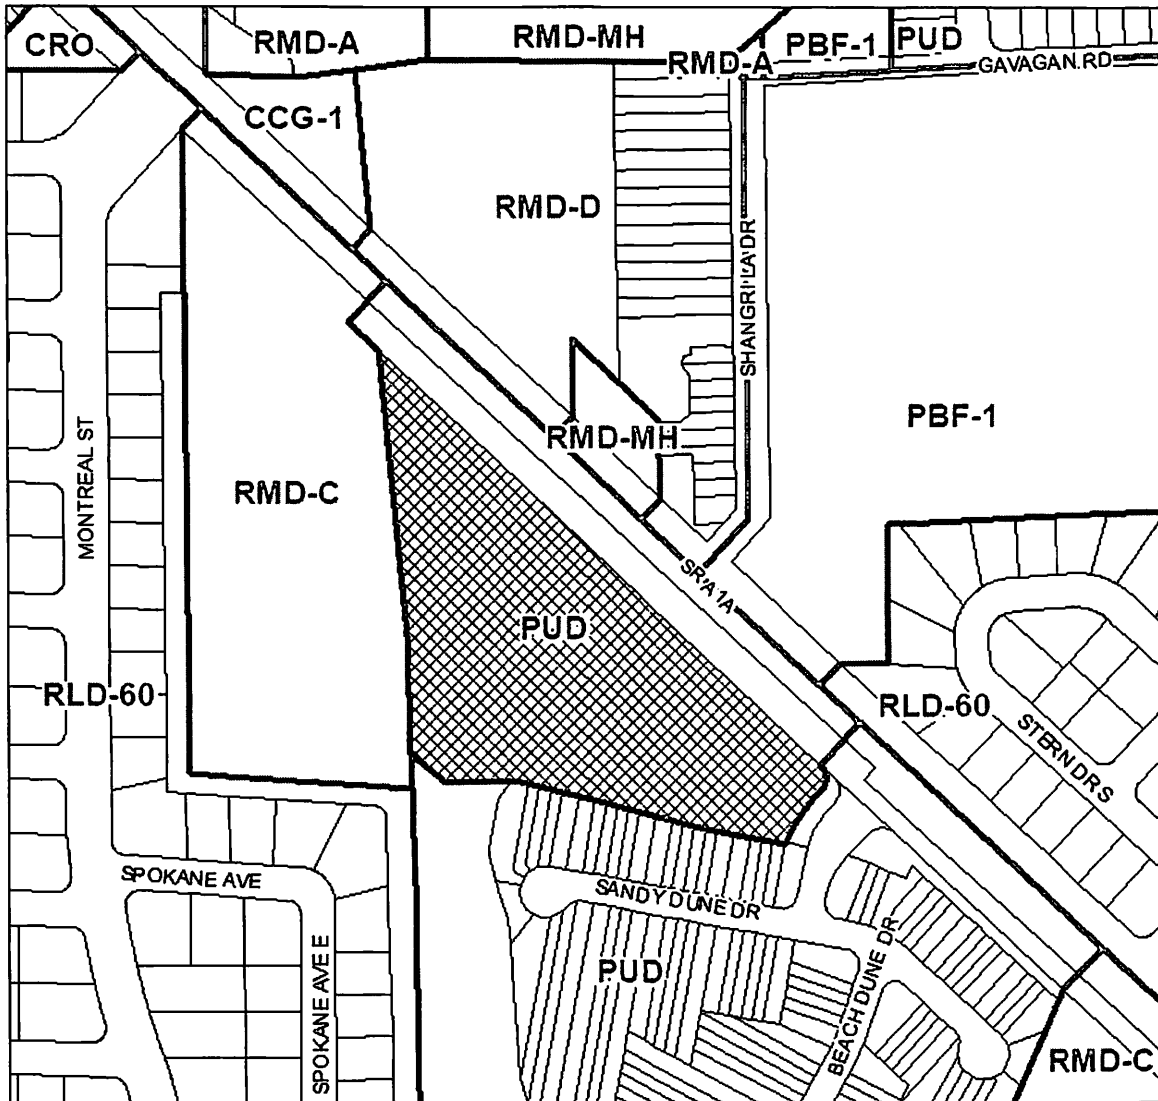 CRO
RMD-A
RMD-MH
RMD-A
PBF-1
PUD
GAVAGAN RD
CCG-1
RMD-D
SHANGRI LA DR
PBF-1
RMD-MH
MONTREAL ST
RMD-C
SR A1A
PUD
RLD-60
RLD-60
STERN DR S
SPOKANE AVE
SANDY DUNE DR
SPOKANE AVE E
PUD
BEACH DUNE DR
RMD-C